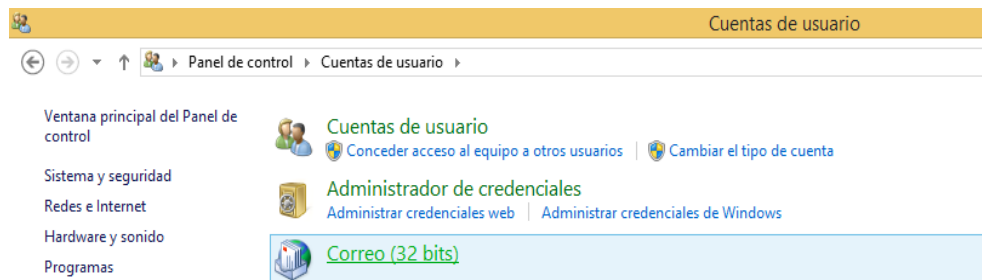 Cuentas de usuario
Panel de control ▸ Cuentas de usuario ▸
Ventana principal del Panel de
control
Sistema y seguridad
Redes e Internet
Hardware y sonido
Programas
Cuentas de usuario
Conceder acceso al equipo a otros usuarios | Cambiar el tipo de cuenta
Administrador de credenciales
Administrar credenciales web | Administrar credenciales de Windows
Correo (32 bits)